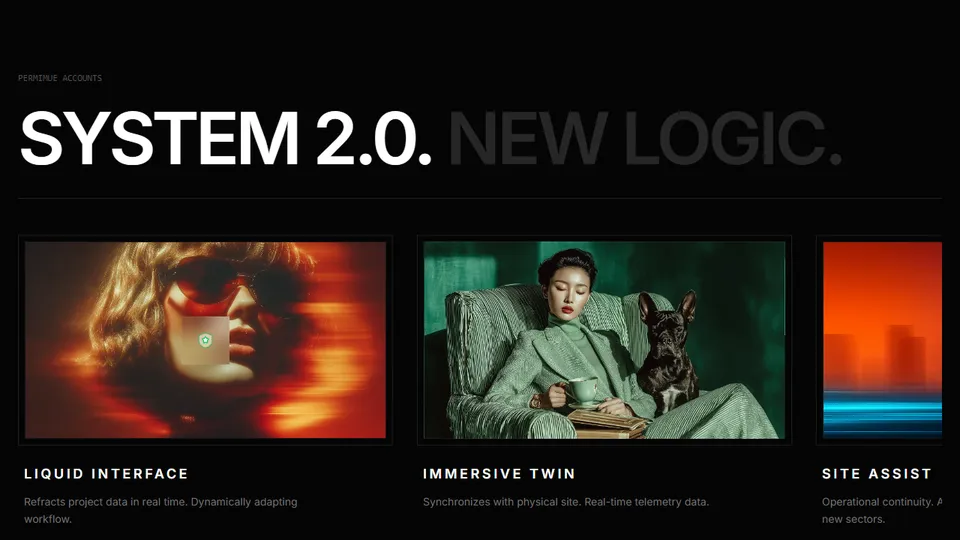 PERMIMUE ACCOUNTS
SYSTEM 2.0. NEW LOGIC.
LIQUID INTERFACE
Refracts project data in real time. Dynamically adapting
workflow.
IMMERSIVE TWIN
Synchronizes with physical site. Real-time telemetry data.
SITE ASSIST
Operational continuity. A
new sectors.